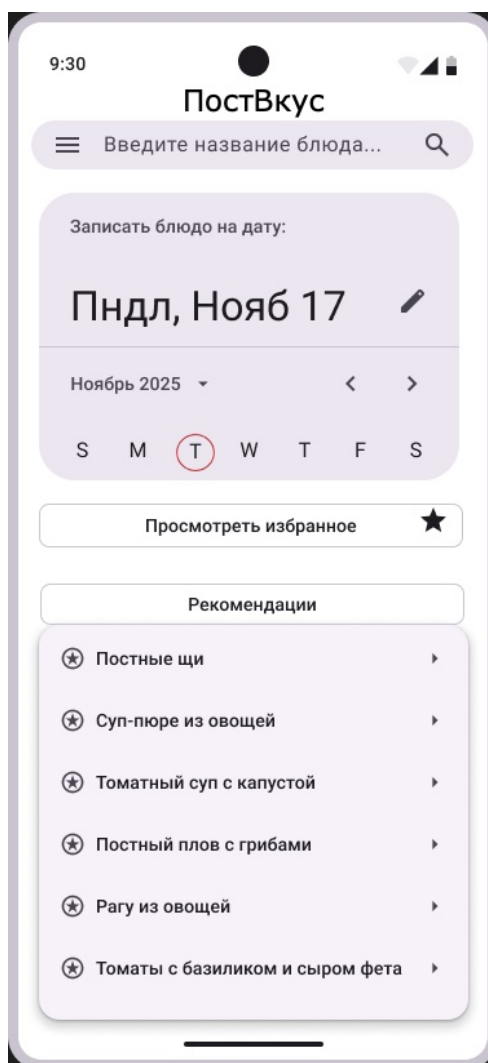 9:30
ПостВкус
Введите название блюда...
Записать блюдо на дату:
Пндл, Нояб 17
Ноябрь 2025
S M T W T F S
Просмотреть избранное
Рекомендации
Постные щи
Суп-пюре из овощей
Томатный суп с капустой
Постный плов с грибами
Рагу из овощей
Томаты с базиликом и сыром фета